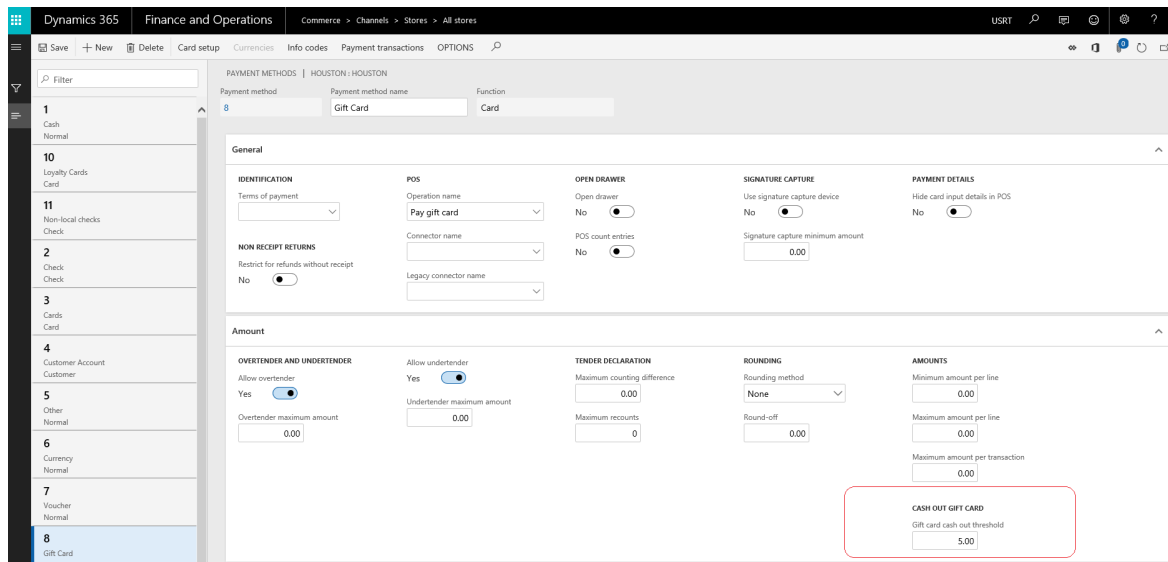 Dynamics 365
Finance and Operations
Commerce > Channels > Stores > All stores
USRT
?
Save
New
Delete
Card setup
Currencies
Info codes
Payment transactions
OPTIONS
0
Filter
1
Cash
Normal
10
Loyalty Cards
Card
11
Non-local checks
Check
2
Check
Check
3
Cards
Card
4
Customer Account
Customer
5
Other
Normal
6
Currency
Normal
7
Voucher
Normal
8
Gift Card
PAYMENT METHODS | HOUSTON : HOUSTON
Payment method
8
Payment method name
Gift Card
Function
Card
General
IDENTIFICATION
Terms of payment
NON RECEIPT RETURNS
Restrict for refunds without receipt
No
POS
Operation name
Pay gift card
Connector name
Legacy connector name
OPEN DRAWER
Open drawer
No
POS count entries
No
SIGNATURE CAPTURE
Use signature capture device
No
Signature capture minimum amount
0.00
PAYMENT DETAILS
Hide card input details in POS
No
Amount
OVERTENDER AND UNDERTENDER
Allow overtender
Yes
Overtender maximum amount
0.00
Allow undertender
Yes
Undertender maximum amount
0.00
TENDER DECLARATION
Maximum counting difference
0.00
Maximum recounts
0
ROUNDING
Rounding method
None
Round-off
0.00
AMOUNTS
Minimum amount per line
0.00
Maximum amount per line
0.00
Maximum amount per transaction
0.00
CASH OUT GIFT CARD
Gift card cash out threshold
5.00